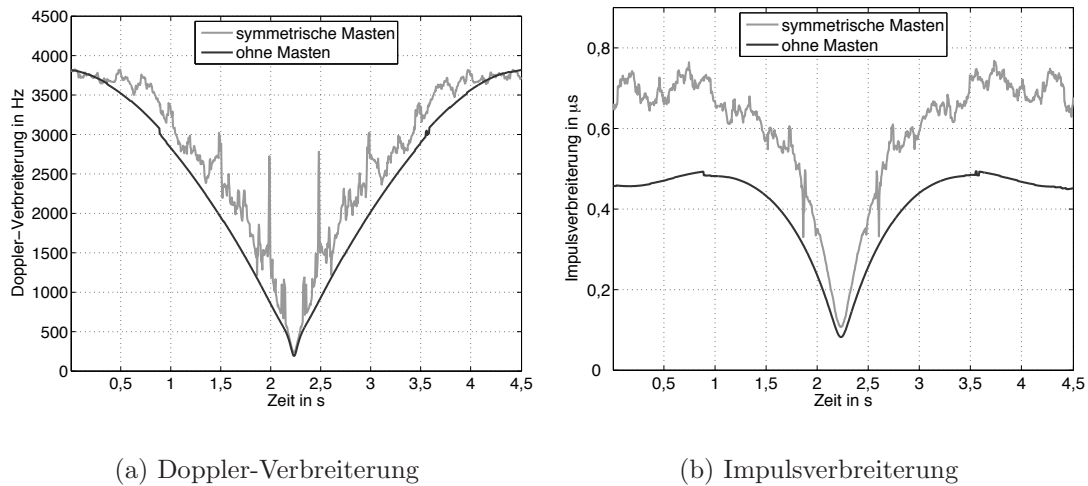 4500
4000
3500
3000
2500
2000
1500
1000
500
0
Doppler−Verbreiterung in Hz
symmetrische Masten
ohne Masten
0,5 1 1,5 2 2,5 3 3,5 4 4,5
Zeit in s
0,8
0,6
0,4
0,2
0
Impulsverbreiterung in µs
symmetrische Masten
ohne Masten
0,5 1 1,5 2 2,5 3 3,5 4 4,5
Zeit in s
(a) Doppler-Verbreiterung
(b) Impulsverbreiterung